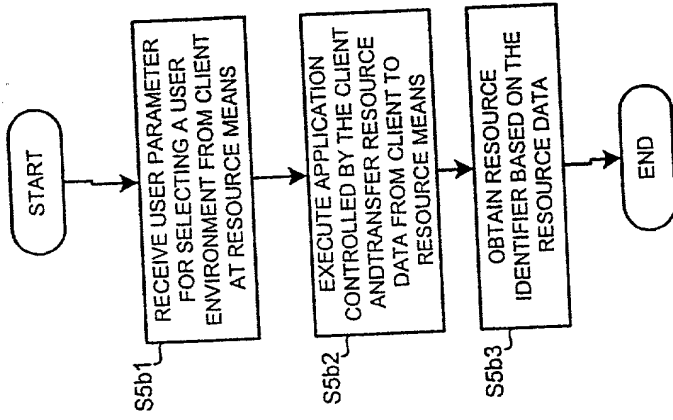 START
S5b1
RECEIVE USER PARAMETER
FOR SELECTING A USER
ENVIRONMENT FROM CLIENT
AT RESOURCE MEANS
S5b2
EXECUTE APPLICATION
CONTROLLED BY THE CLIENT
ANDTRANSFER RESOURCE
DATA FROM CLIENT TO
RESOURCE MEANS
S5b3
OBTAIN RESOURCE
IDENTIFIER BASED ON THE
RESOURCE DATA
END